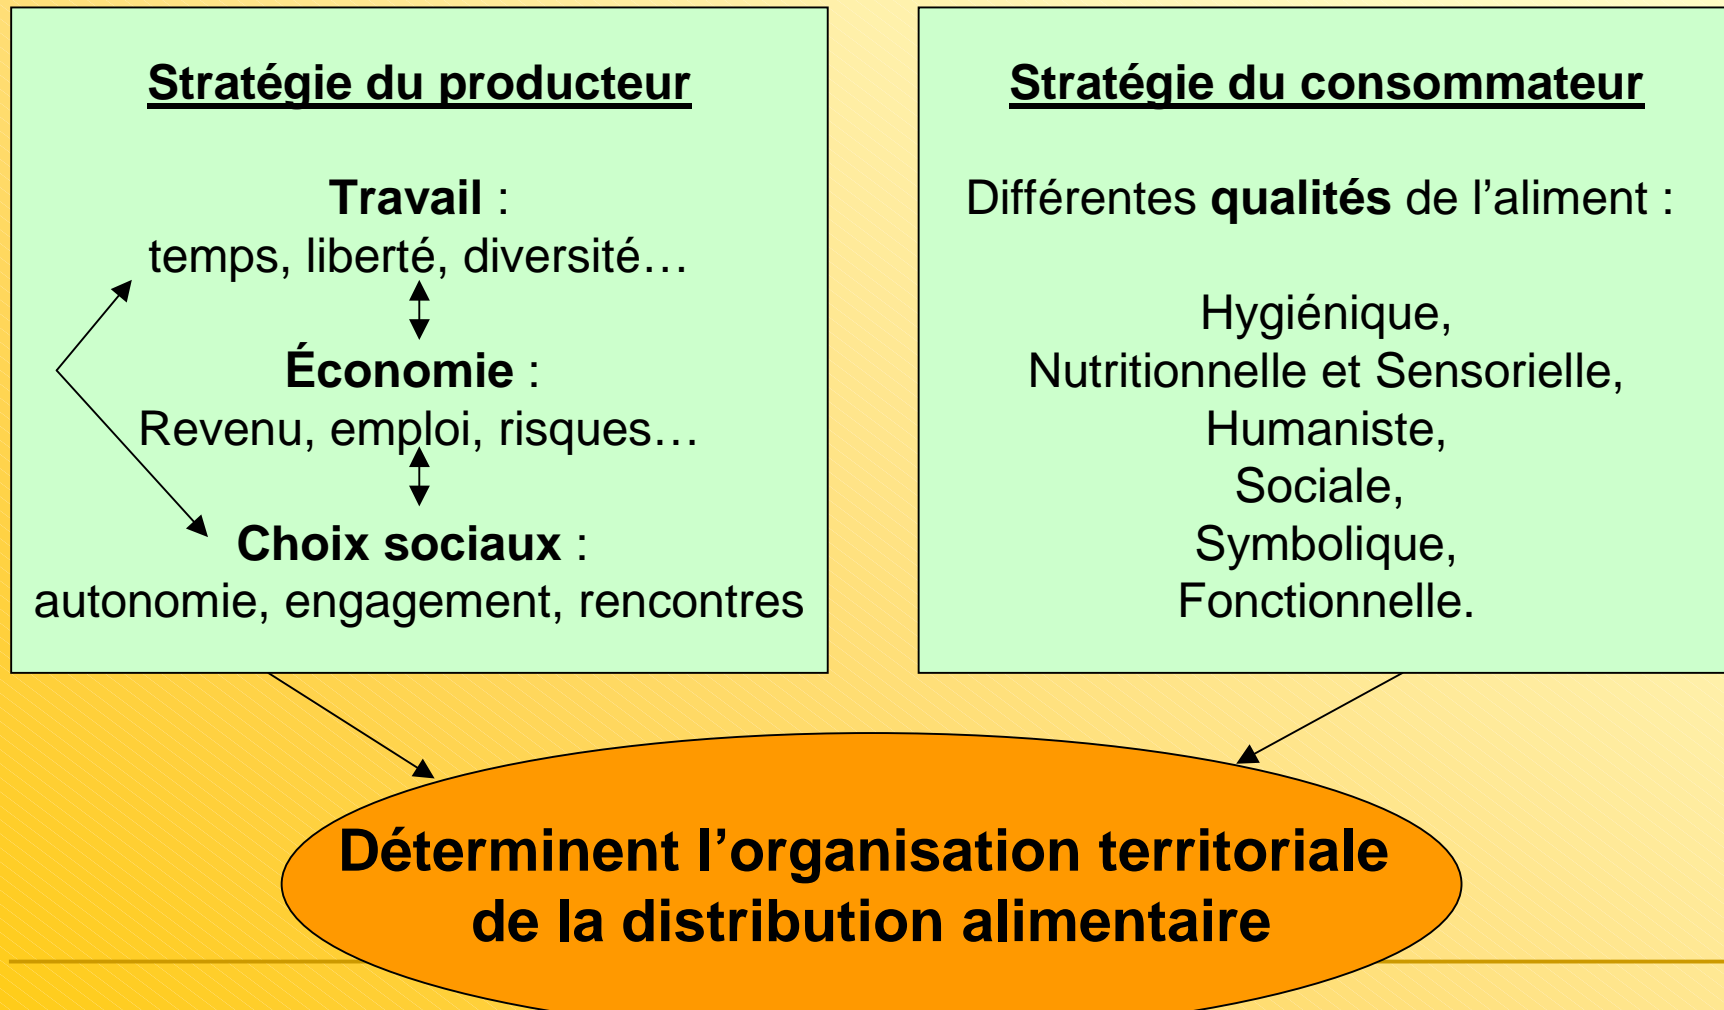 Stratégie du producteur
Travail :
temps, liberté, diversité…
Économie :
Revenu, emploi, risques…
Choix sociaux :
autonomie, engagement, rencontres
Stratégie du consommateur
Différentes qualités de l’aliment :
Hygiénique,
Nutritionnelle et Sensorielle,
Humaniste,
Sociale,
Symbolique,
Fonctionnelle.
Déterminent l’organisation territoriale
de la distribution alimentaire